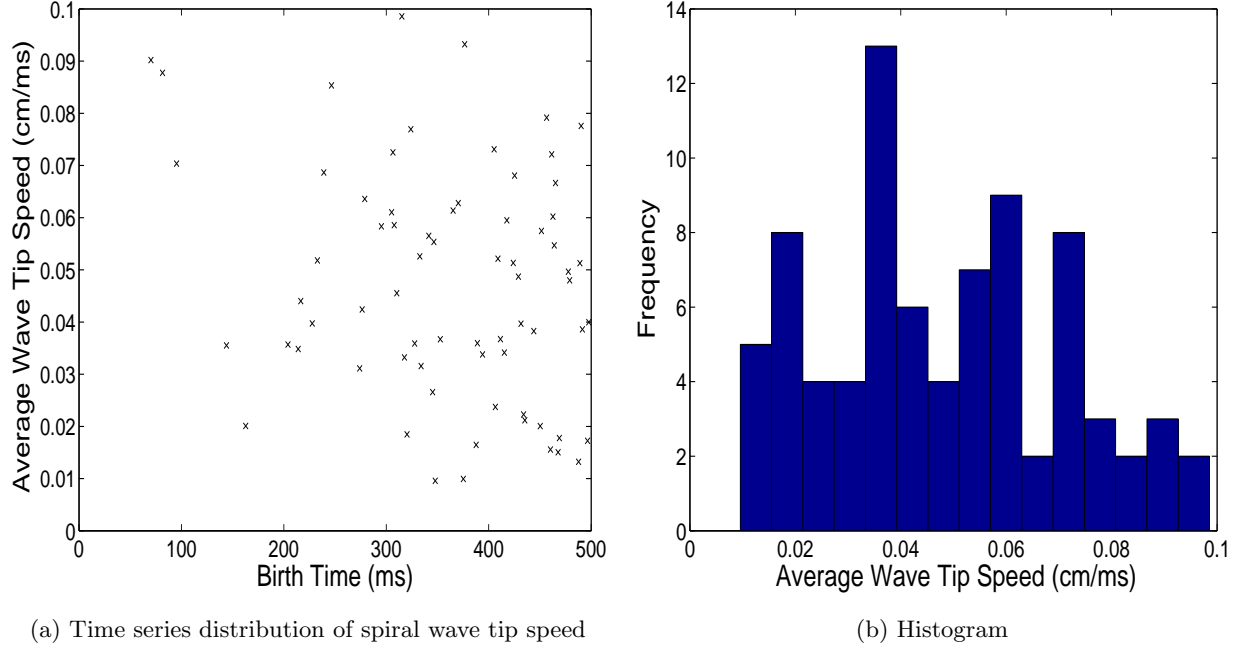 0.1
0.09
0.08
0.07
0.06
0.05
0.04
0.03
0.02
0.01
0
Average Wave Tip Speed (cm/ms)
0 100 200 300 400 500
Birth Time (ms)
(a) Time series distribution of spiral wave tip speed
14
12
10
8
6
4
2
0
Frequency
0 0.02 0.04 0.06 0.08 0.1
Average Wave Tip Speed (cm/ms)
(b) Histogram